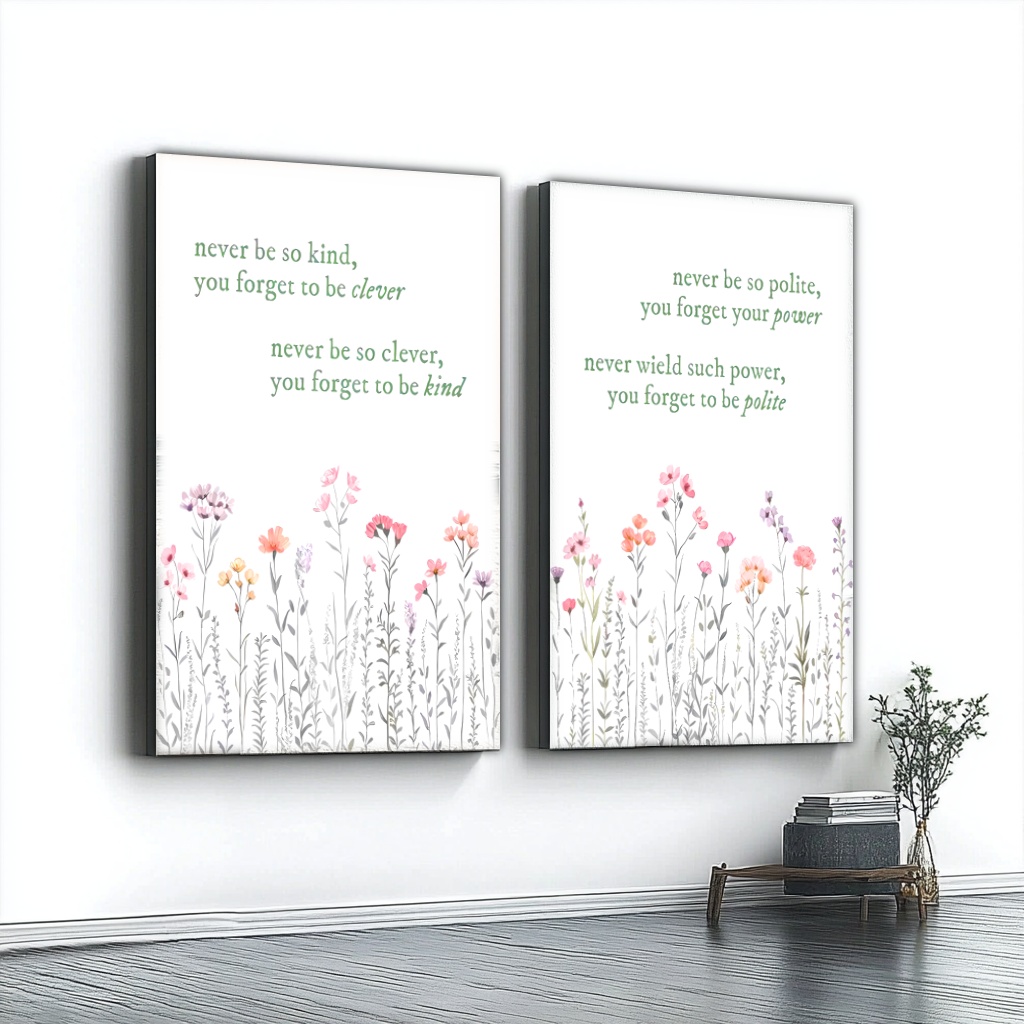 never be so kind,
you forget to be clever
never be so clever,
you forget to be kind
never be so polite,
you forget your power
never wield such power,
you forget to be polite